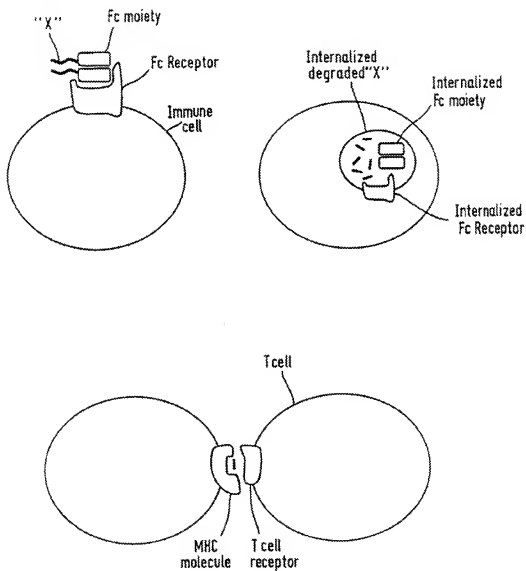 "X"
Fc moiety
Fc Receptor
Immune
cell
Internalized
degraded"X"
Internalized
Fc moiety
Internalized
Fc Receptor
T cell
MHC
molecule
T cell
receptor